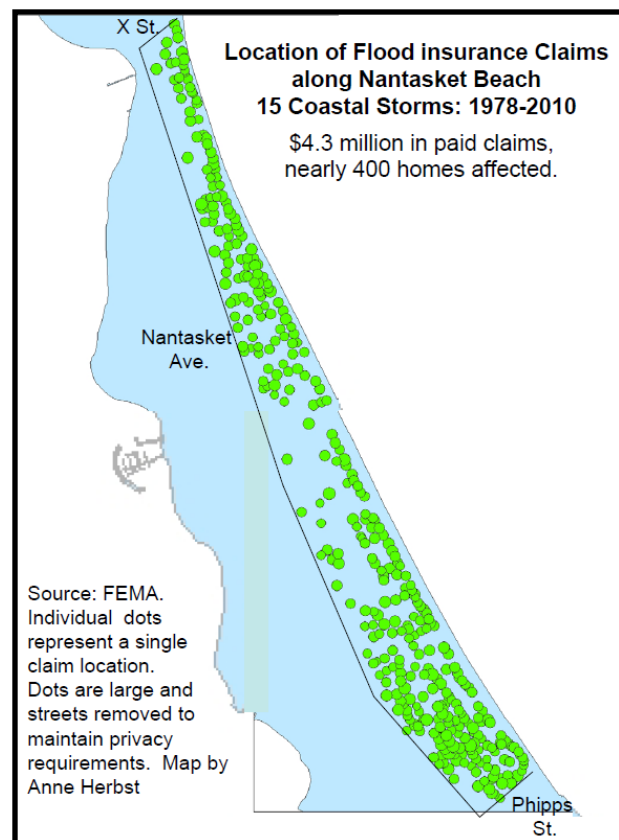 X St.
Location of Flood insurance Claims
along Nantasket Beach
15 Coastal Storms: 1978-2010
$4.3 million in paid claims,
nearly 400 homes affected.
Nantasket
Ave.
Source: FEMA.
Individual dots
represent a single
claim location.
Dots are large and
streets removed to
maintain privacy
requirements. Map by
Anne Herbst
Phipps
St.